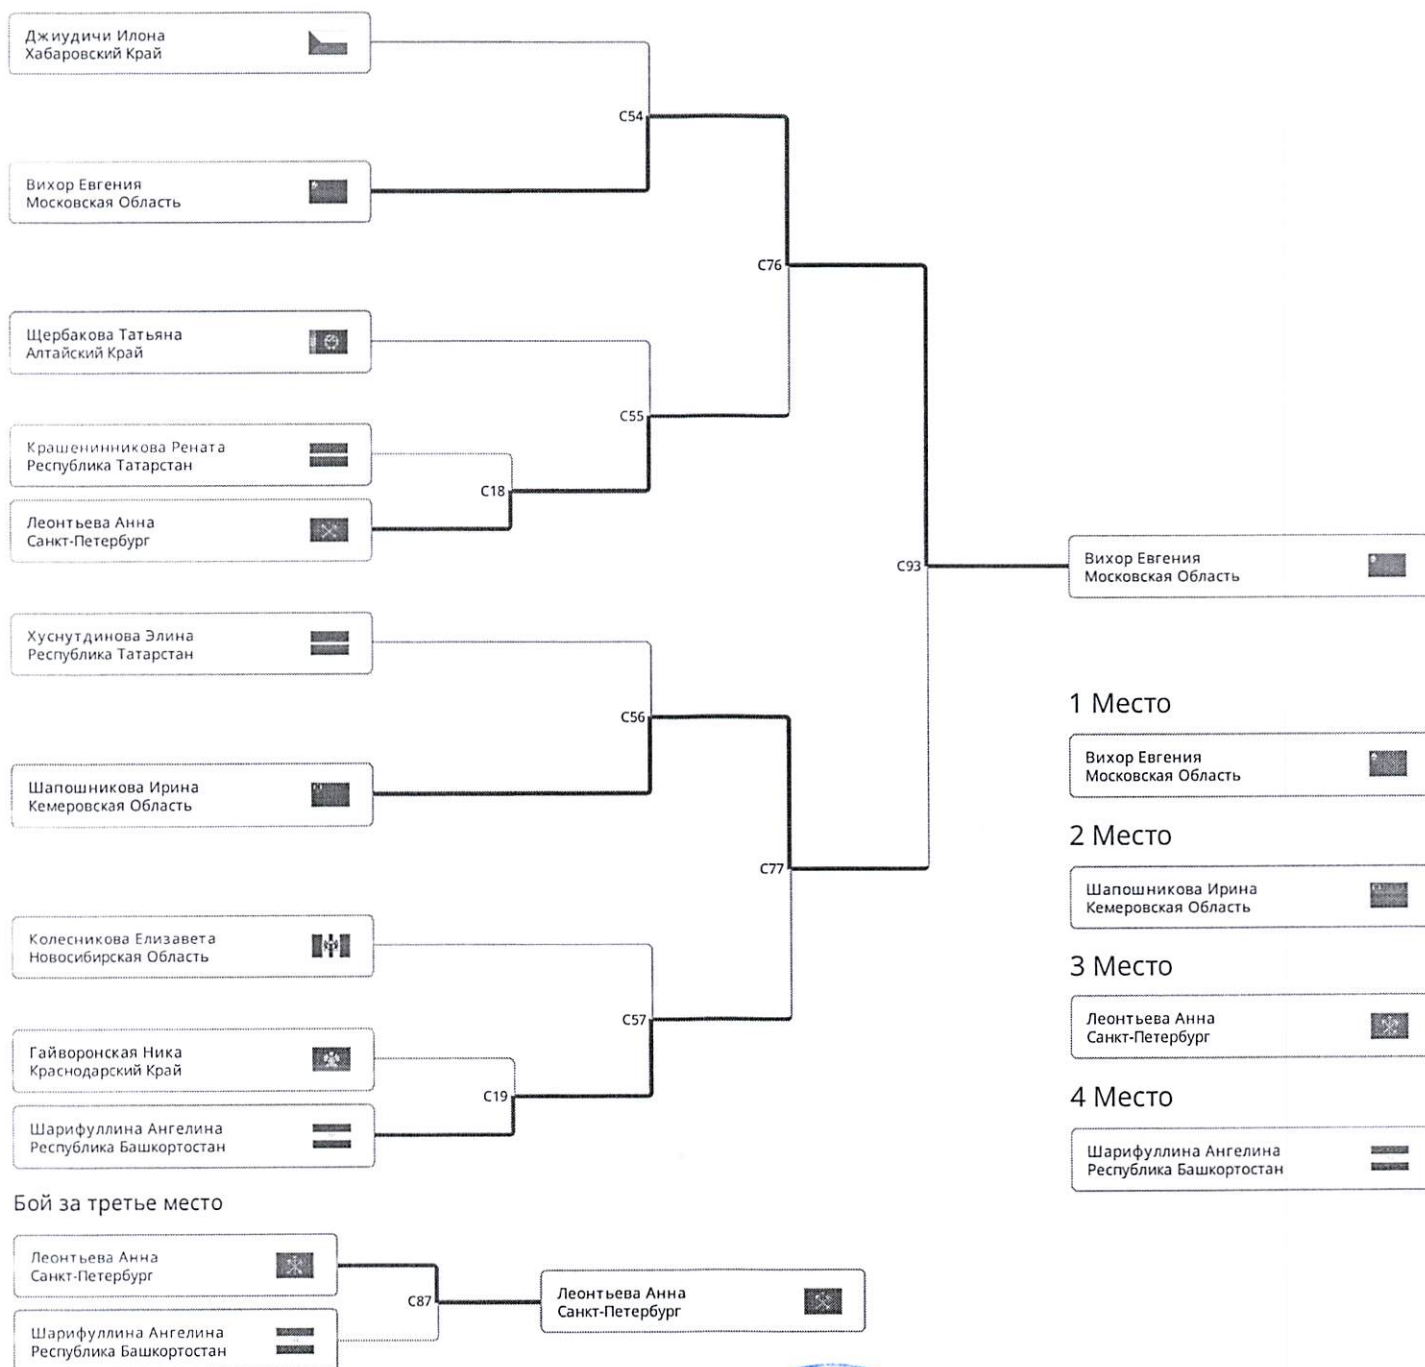 Джиудичи Илона
Хабаровский Край
C54
Вихор Евгения
Московская Область
C76
Щербакова Татьяна
Алтайский Край
C55
Крашенинникова Рената
Республика Татарстан
C18
Леонтьева Анна
Санкт-Петербург
C93
Вихор Евгения
Московская Область
Хуснутдинова Элина
Республика Татарстан
C56
Шапошникова Ирина
Кемеровская Область
C77
Колесникова Елизавета
Новосибирская Область
C57
Гайворонская Ника
Краснодарский Край
C19
Шарифуллина Ангелина
Республика Башкортостан
1 Место
Вихор Евгения
Московская Область
2 Место
Шапошникова Ирина
Кемеровская Область
3 Место
Леонтьева Анна
Санкт-Петербург
4 Место
Шарифуллина Ангелина
Республика Башкортостан
Бой за третье место
Леонтьева Анна
Санкт-Петербург
C87
Шарифуллина Ангелина
Республика Башкортостан
Леонтьева Анна
Санкт-Петербург